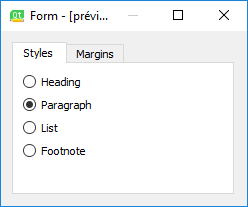 Form - [prévi...
Styles Margins
Heading
Paragraph
List
Footnote